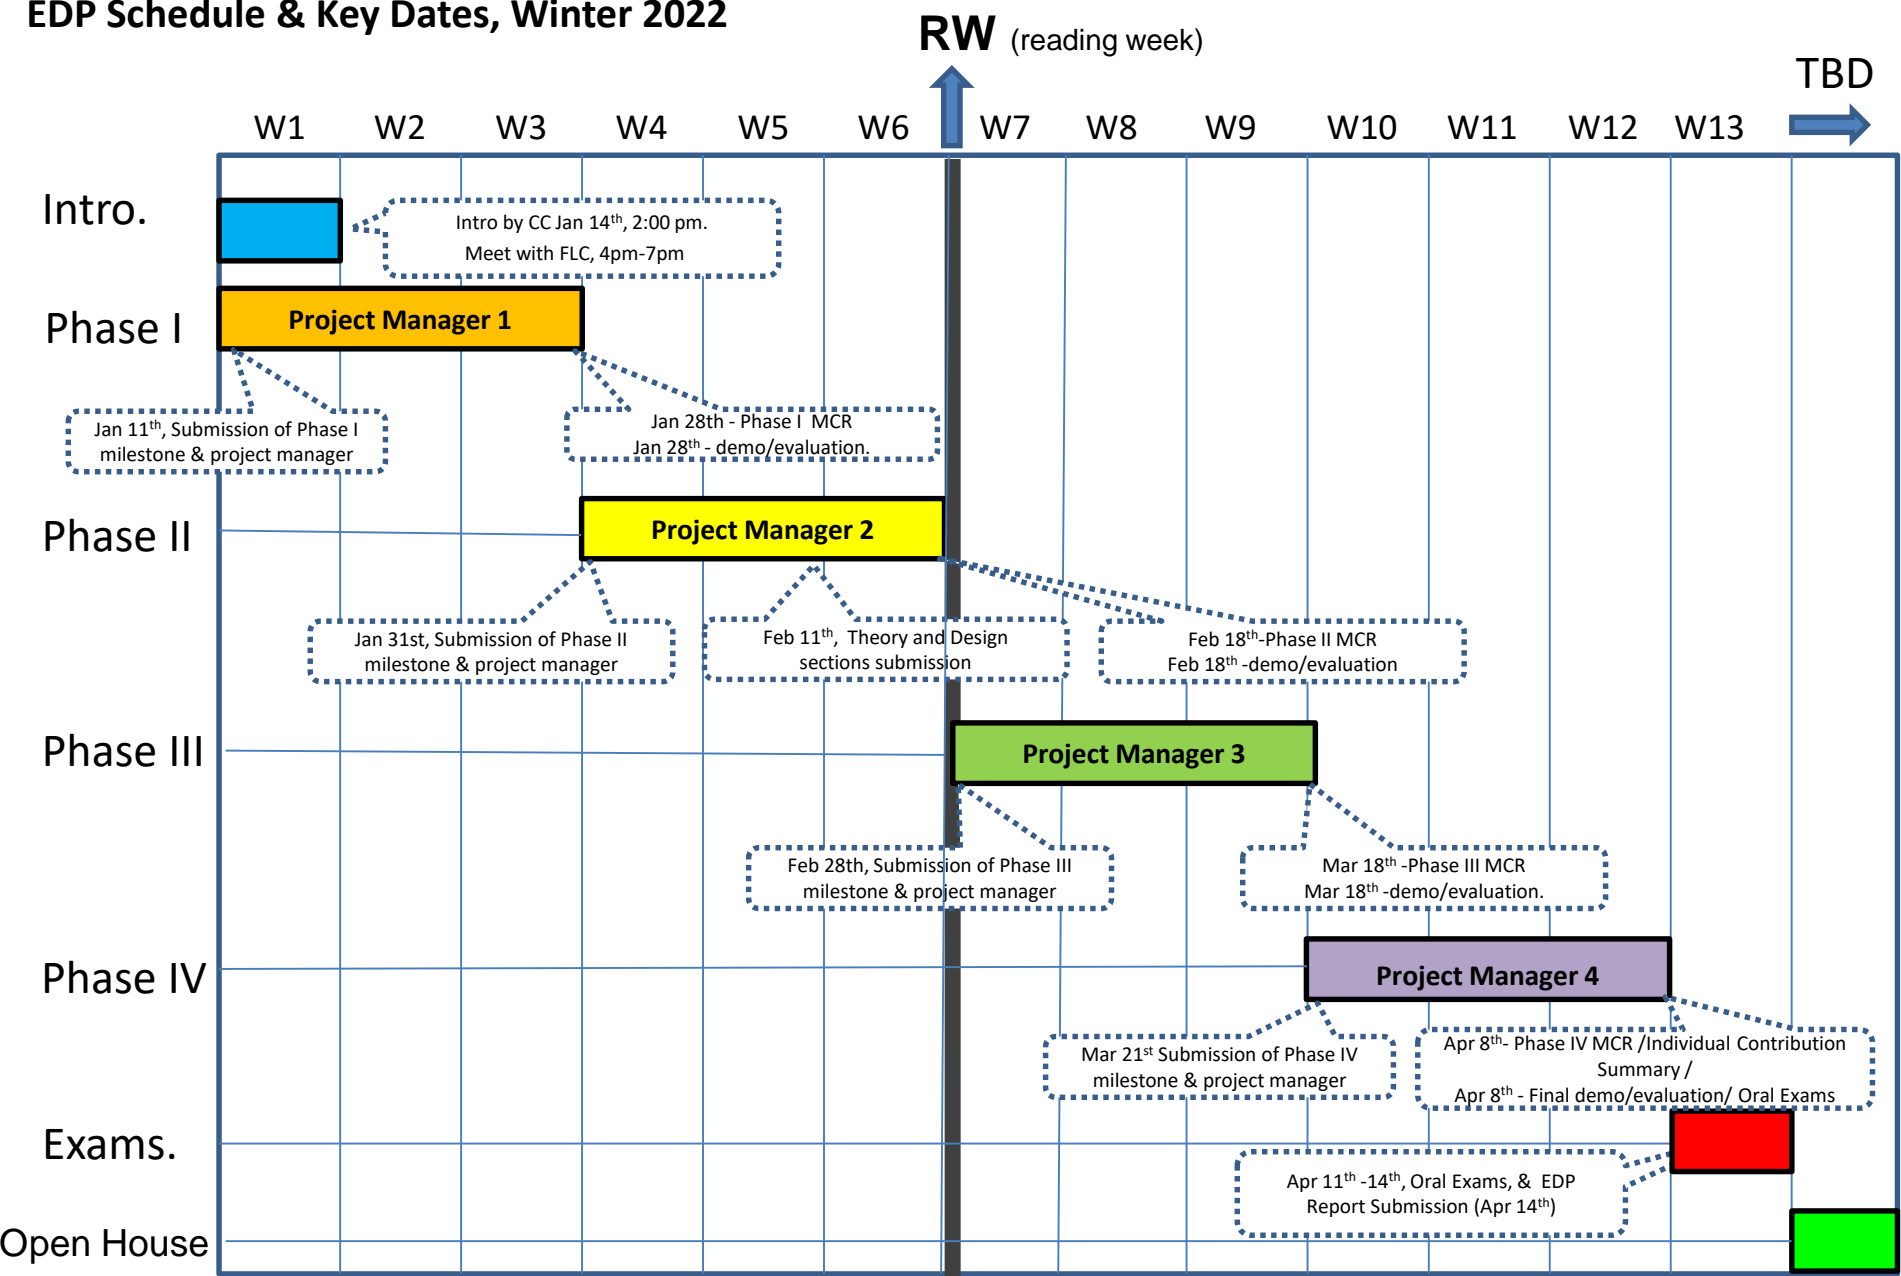 EDP Schedule & Key Dates, Winter 2022
RW (reading week)
TBD
W1 W2 W3 W4 W5 W6 W7 W8 W9 W10 W11 W12 W13
Intro.
Intro by CC Jan 14th, 2:00 pm.
Meet with FLC, 4pm-7pm
Phase I
Project Manager 1
Jan 11th, Submission of Phase I
milestone & project manager
Jan 28th - Phase I MCR
Jan 28th - demo/evaluation.
Phase II
Project Manager 2
Jan 31st, Submission of Phase II
milestone & project manager
Feb 11th, Theory and Design
sections submission
Feb 18th-Phase II MCR
Feb 18th -demo/evaluation
Phase III
Project Manager 3
Feb 28th, Submission of Phase III
milestone & project manager
Mar 18th -Phase III MCR
Mar 18th -demo/evaluation.
Phase IV
Project Manager 4
Mar 21st Submission of Phase IV
milestone & project manager
Apr 8th- Phase IV MCR /Individual Contribution
Summary /
Apr 8th - Final demo/evaluation/ Oral Exams
Exams.
Apr 11th -14th, Oral Exams, & EDP
Report Submission (Apr 14th)
Open House